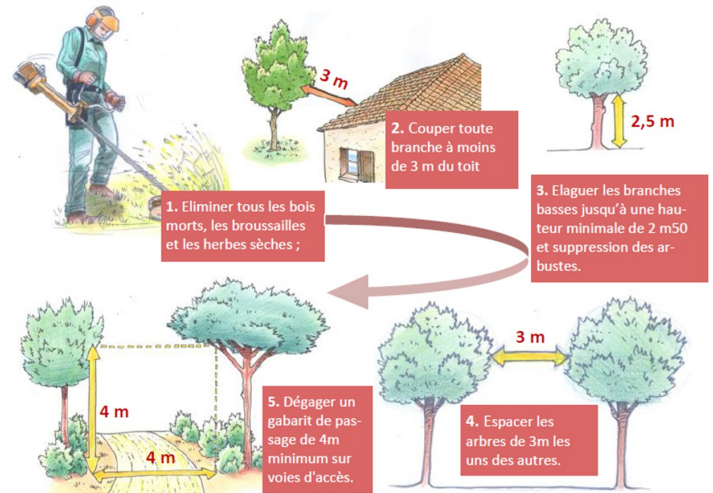 3 m
2. Couper toute
branche à moins
de 3 m du toit
2,5 m
1. Eliminer tous les bois
morts, les broussailles
et les herbes sèches ;
3. Elaguer les branches
basses jusqu'à une hau-
teur minimale de 2 m50
et suppression des ar-
bustes.
3 m
4. Espacer les
arbres de 3m les
uns des autres.
4 m
4 m
5. Dégager un
gabarit de pas-
sage de 4m
minimum sur
voies d'accès.